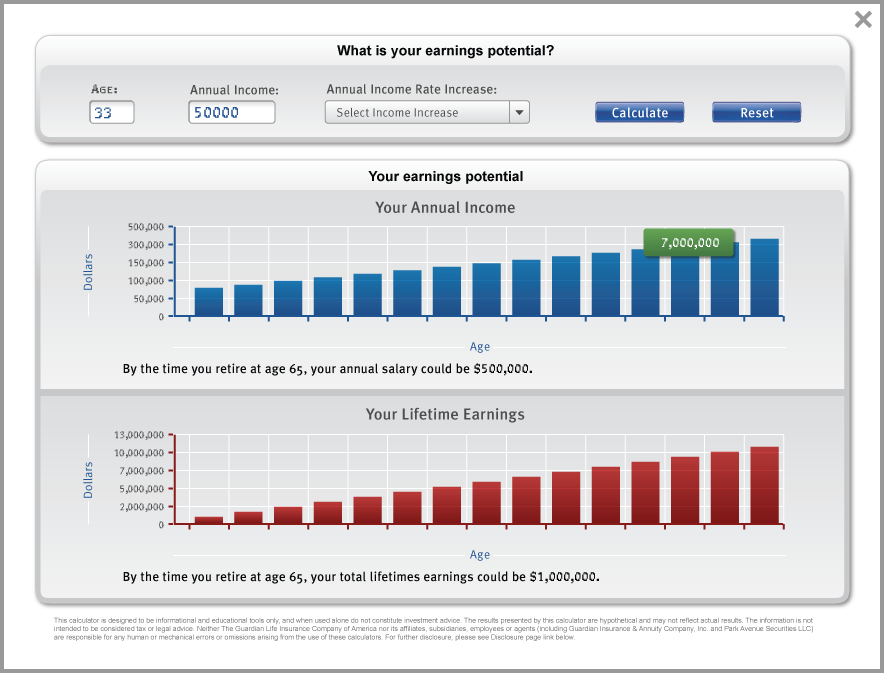 What is your earnings potential?
AGE:
Annual Income:
Annual Income Rate Increase:
33
50000
Select Income Increase
Calculate
Reset
Your earnings potential
Your Annual Income
Dollars
500,000
300,000
150,000
100,000
50,000
0
7,000,000
Age
By the time you retire at age 65, your annual salary could be $500,000.
Your Lifetime Earnings
Dollars
13,000,000
10,000,000
7,000,000
5,000,000
2,000,000
0
Age
By the time you retire at age 65, your total lifetimes earnings could be $1,000,000.
This calculator is designed to be informational and educational tools only, and when used alone do not constitute investment advice. The results presented by this calculator are hypothetical and may not reflect actual results. The information is not
intended to be considered tax or legal advice. Neither The Guardian Life Insurance Company of America nor its affiliates, subsidiaries, employees or agents (including Guardian Insurance & Annuity Company, Inc. and Park Avenue Securities LLC)
are responsible for any human or mechanical errors or omissions arising from the use of these calculators. For further disclosure, please see Disclosure page link below.